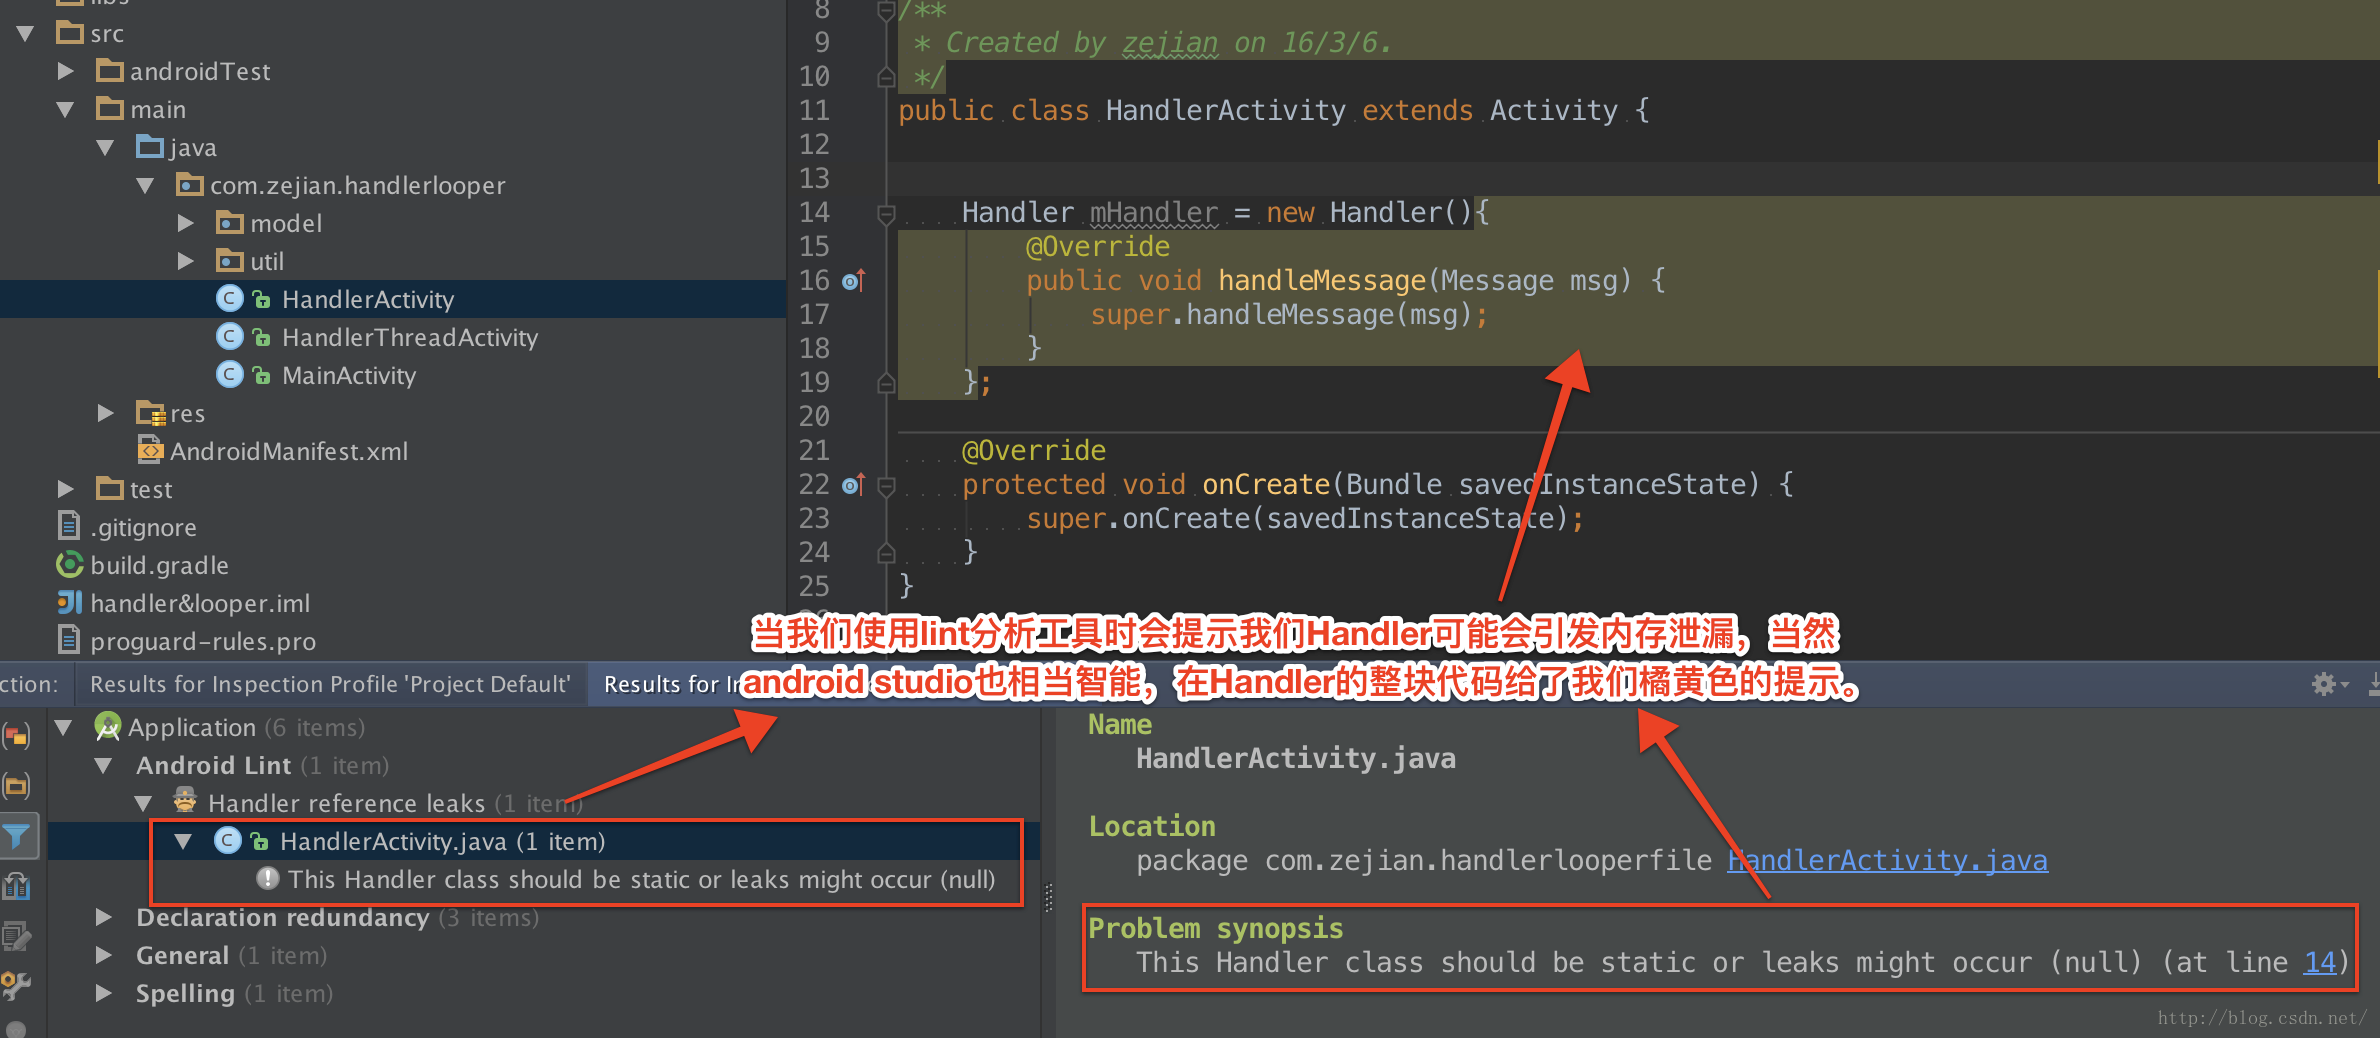 libs
src
androidTest
main
java
com.zejian.handlerlooper
model
util
HandlerActivity
HandlerThreadActivity
MainActivity
res
AndroidManifest.xml
test
.gitignore
build.gradle
handler&looper.iml
proguard-rules.pro
8 /**
9 * Created by zejian on 16/3/6.
10 */
11 public class HandlerActivity extends Activity {
12
13
14 Handler mHandler = new Handler(){
15 @Override
16 public void handleMessage(Message msg) {
17 super.handleMessage(msg);
18 }
19 };
20
21 @Override
22 protected void onCreate(Bundle savedInstanceState) {
23 super.onCreate(savedInstanceState);
24 }
25 }
当我们使用lint分析工具时会提示我们Handler可能会引发内存泄漏，当然
android studio也相当智能，在Handler的整块代码给了我们橘黄色的提示。
ction: Results for Inspection Profile 'Project Default' Results for
Application (6 items)
Android Lint (1 item)
Handler reference leaks (1 item)
HandlerActivity.java (1 item)
This Handler class should be static or leaks might occur (null)
Declaration redundancy (3 items)
General (1 item)
Spelling (1 item)
Name
HandlerActivity.java
Location
package com.zejian.handlerlooperfile HandlerActivity.java
Problem synopsis
This Handler class should be static or leaks might occur (null) (at line 14)
http://blog.csdn.net/